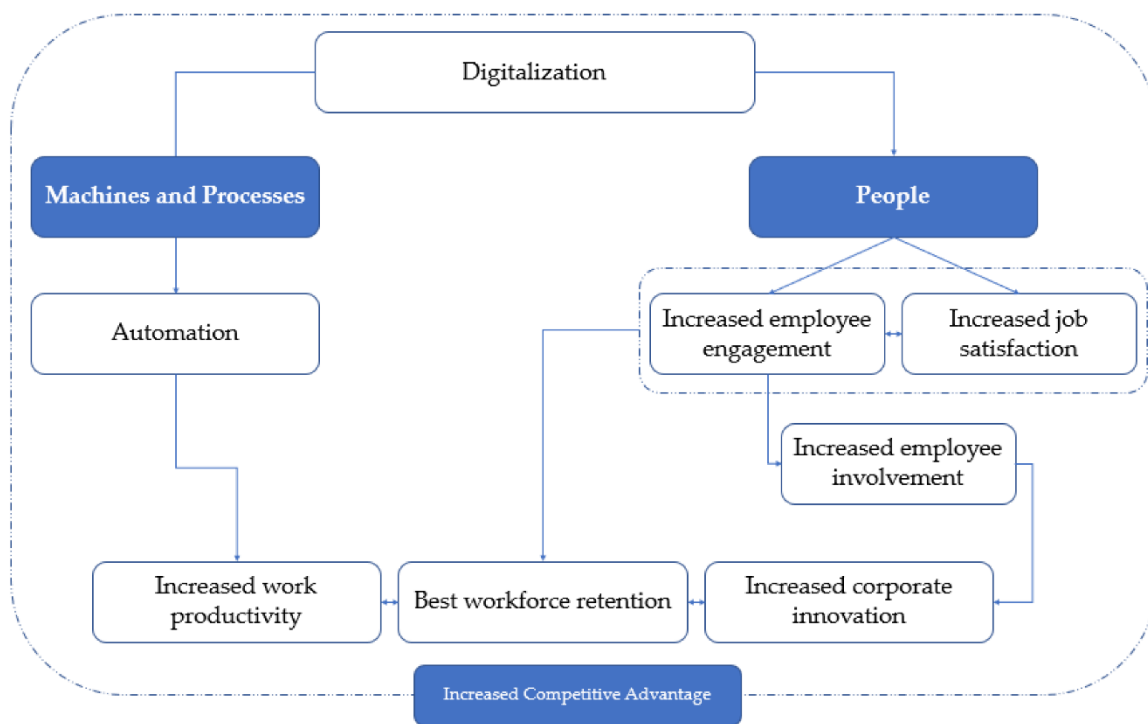 Digitalization
Machines and Processes
People
Automation
Increased employee
engagement
Increased job
satisfaction
Increased employee
involvement
Increased work
productivity
Best workforce retention
Increased corporate
innovation
Increased Competitive Advantage